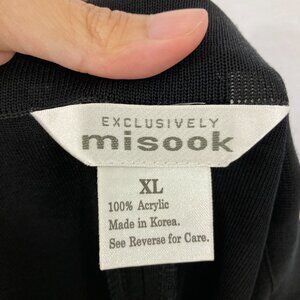 EXCLUSIVELY
misook
XL
100% Acrylic
Made in Korea.
See Reverse for Care.